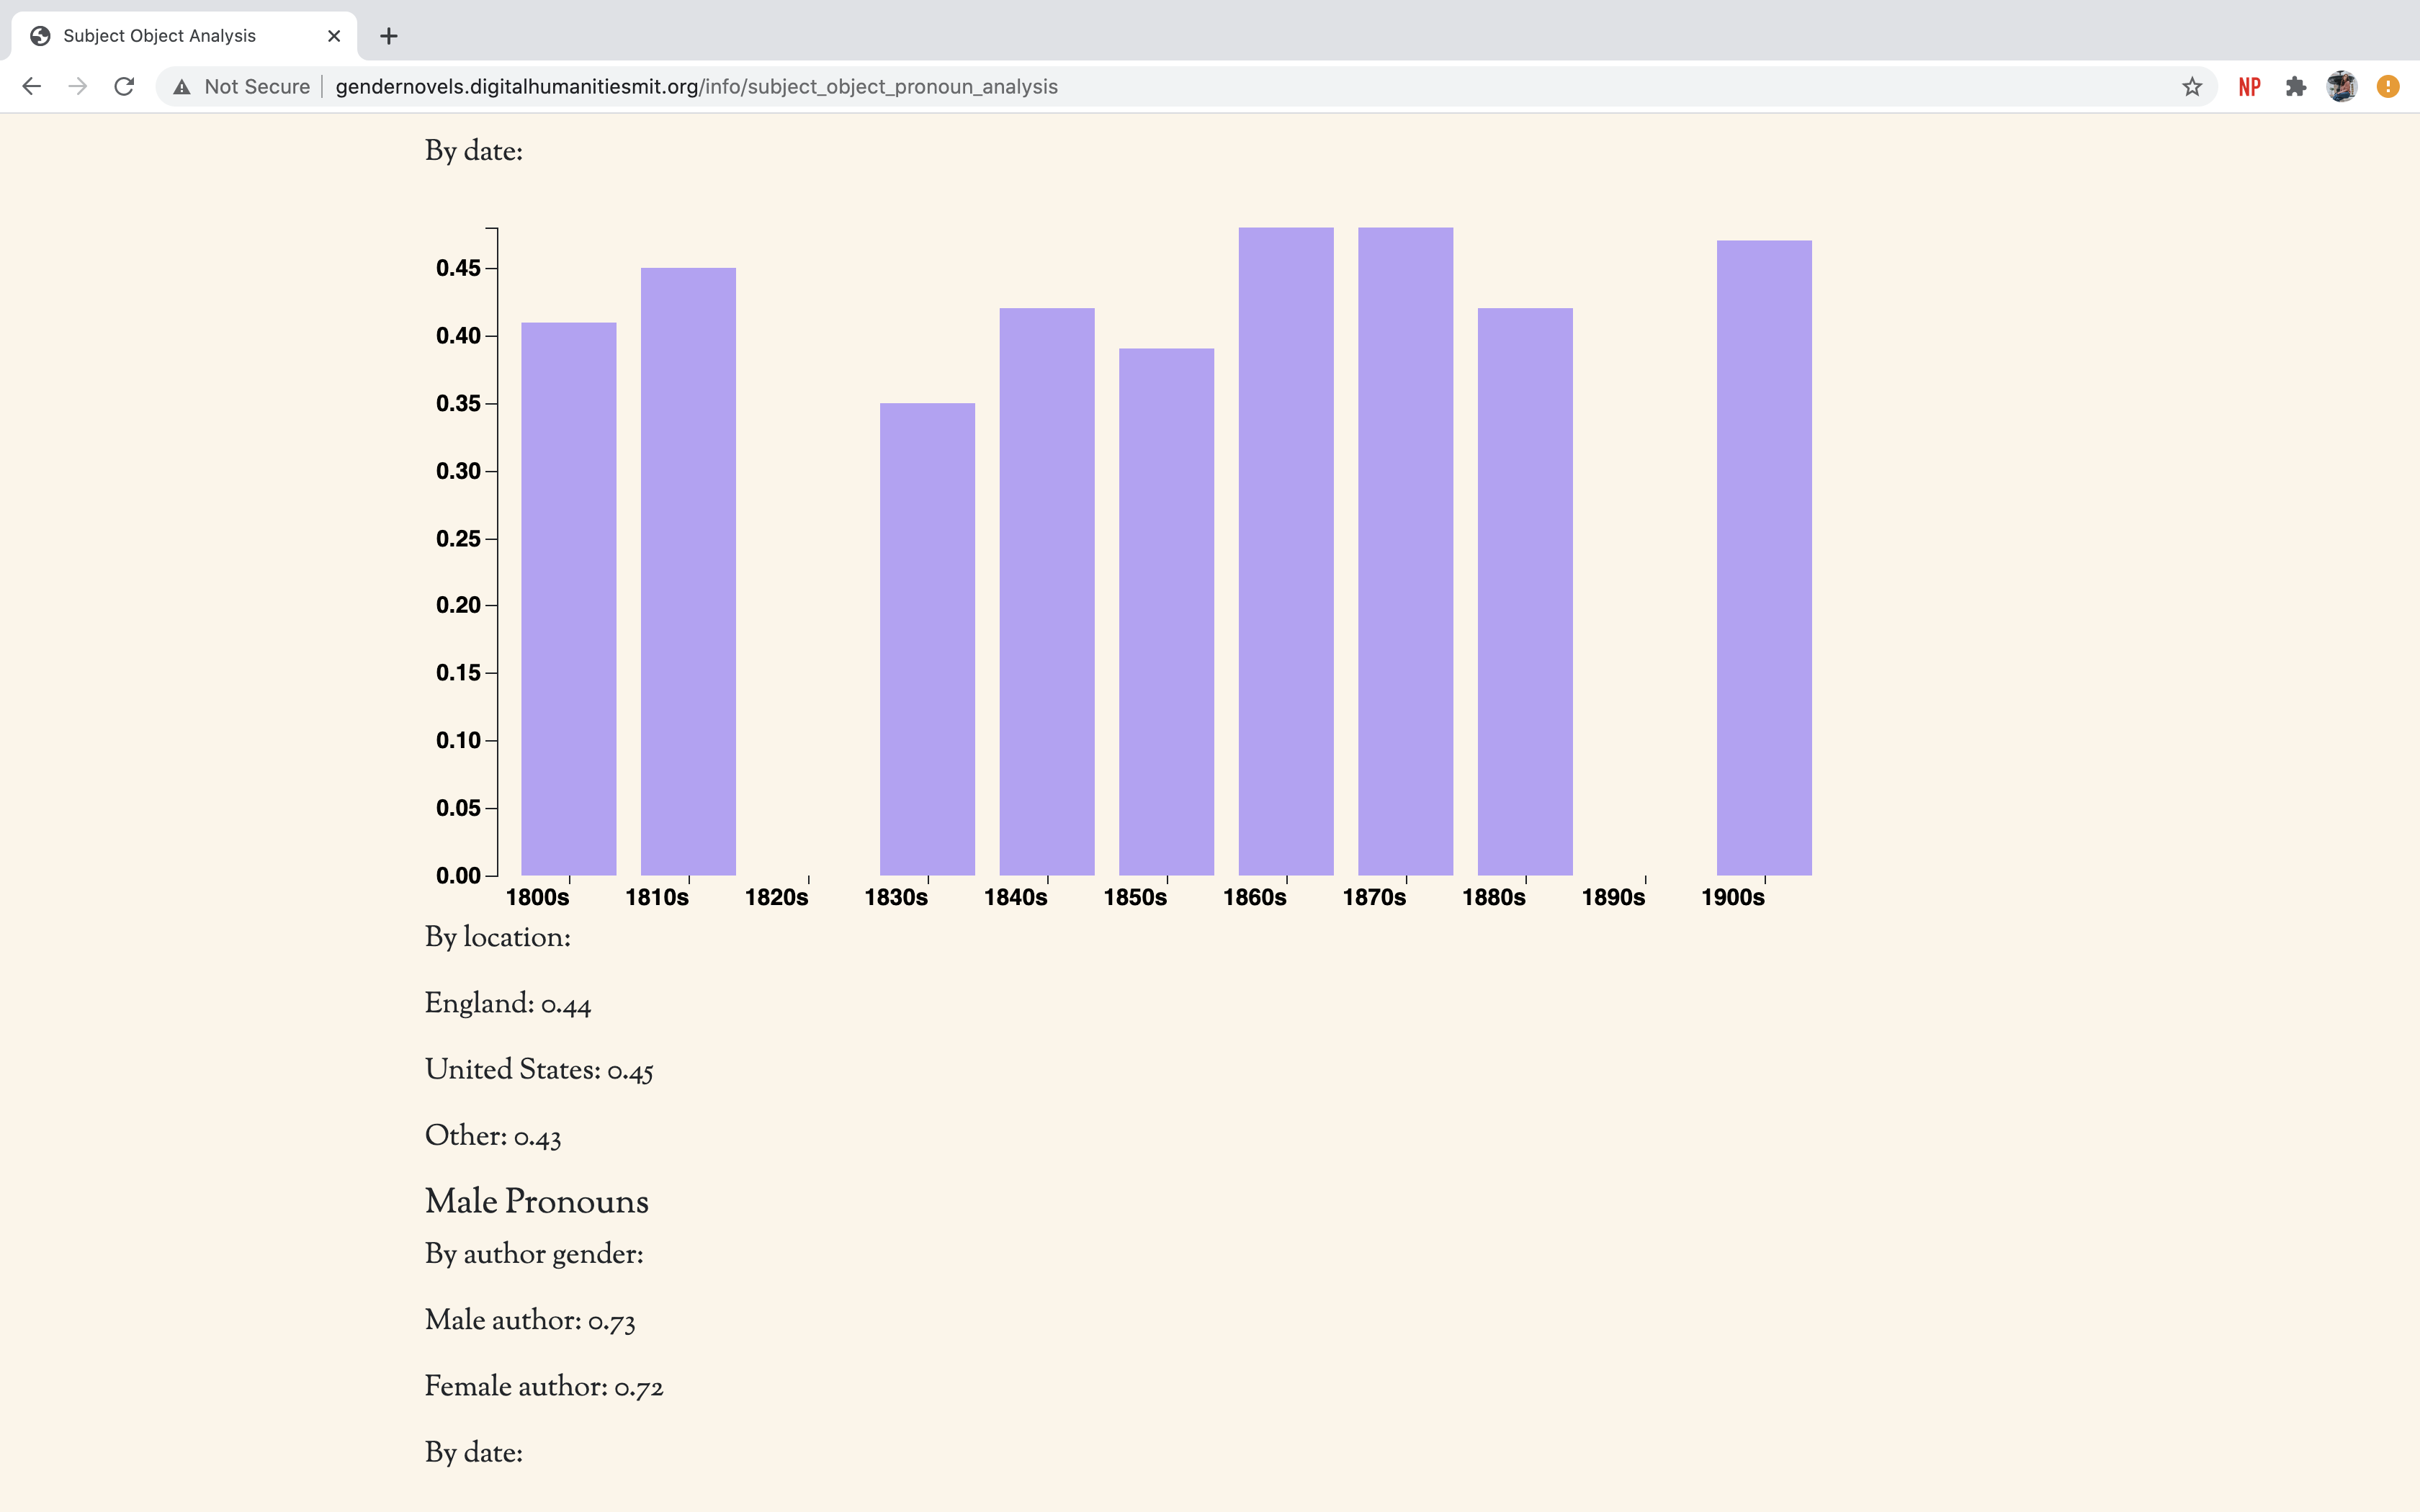 Subject Object Analysis
Not Secure gendernovels.digitalhumanitiesmit.org/info/subject_object_pronoun_analysis NP
By date:
0.45
0.40
0.35
0.30
0.25
0.20
0.15
0.10
0.05
0.00
1800s 1810s 1820s 1830s 1840s 1850s 1860s 1870s 1880s 1890s 1900s
By location:
England: 0.44
United States: 0.45
Other: 0.43
Male Pronouns
By author gender:
Male author: 0.73
Female author: 0.72
By date: